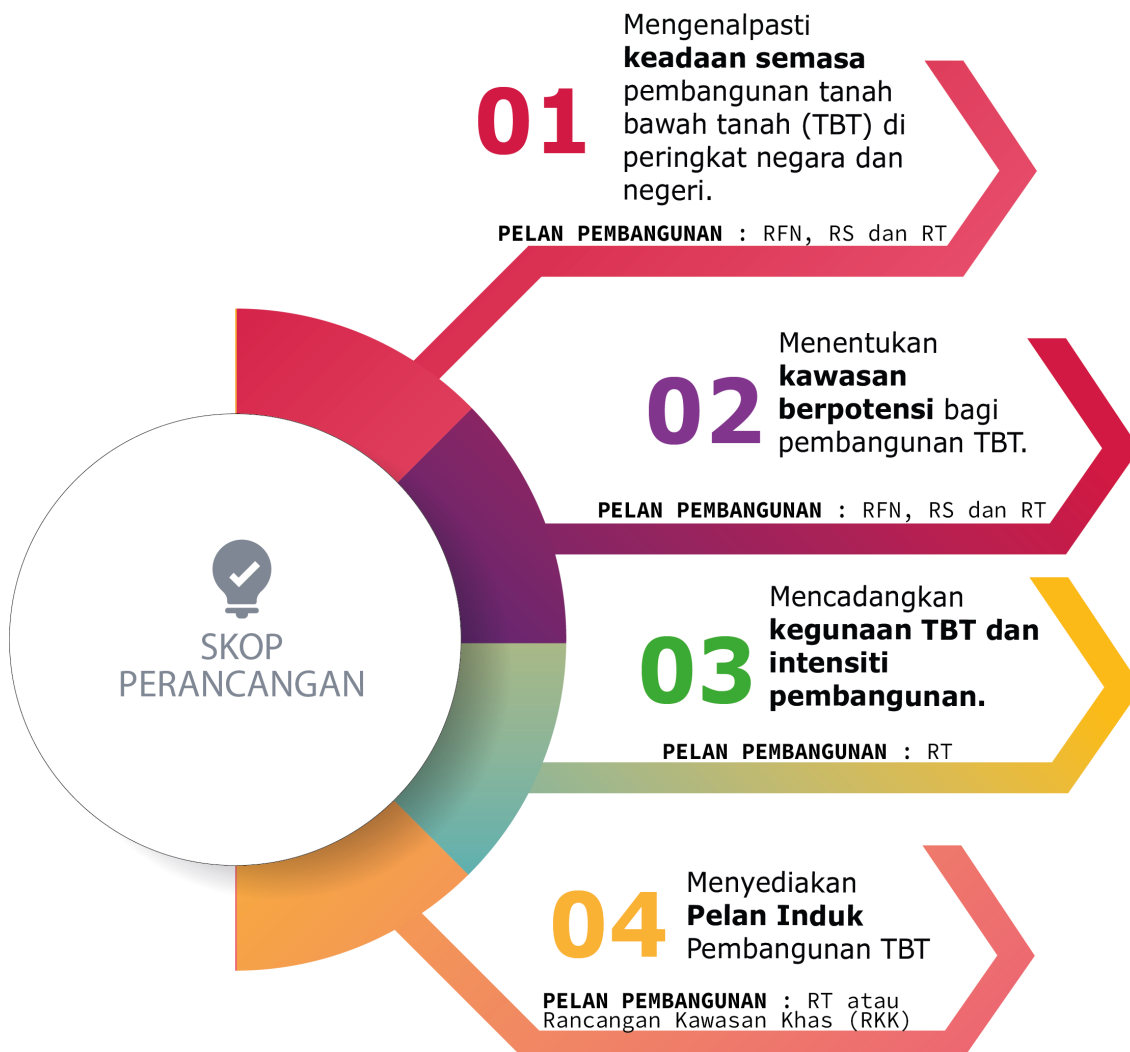 01
Mengenalpasti
keadaan semasa
pembangunan tanah
bawah tanah (TBT) di
peringkat negara dan
negeri.
PELAN PEMBANGUNAN : RFN, RS dan RT
02
Menentukan
kawasan
berpotensi bagi
pembangunan TBT.
PELAN PEMBANGUNAN : RFN, RS dan RT
SKOP
PERANCANGAN
03
Mencadangkan
kegunaan TBT dan
intensiti
pembangunan.
PELAN PEMBANGUNAN : RT
04
Menyediakan
Pelan Induk
Pembangunan TBT
PELAN PEMBANGUNAN : RT atau
Rancangan Kawasan Khas (RKK)